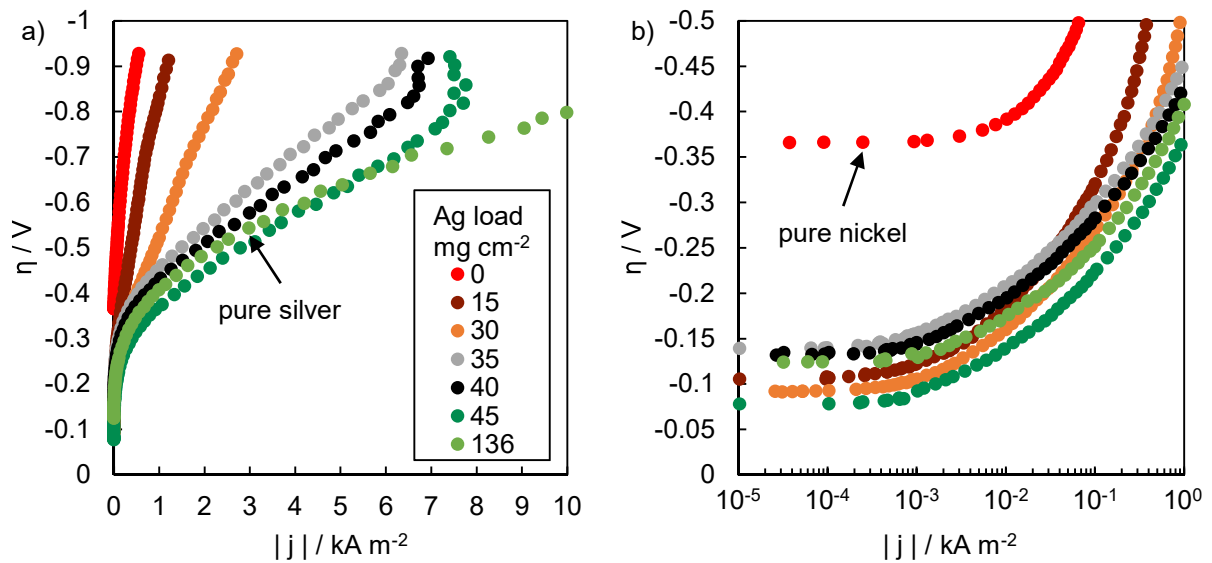 a)
-1
-0.9
-0.8
-0.7
-0.6
-0.5
-0.4
-0.3
-0.2
-0.1
0
η / V
0 1 2 3 4 5 6 7 8 9 10
| j | / kA m⁻²
pure silver
Ag load
mg cm⁻²
0
15
30
35
40
45
136
b)
-0.5
-0.45
-0.4
-0.35
-0.3
-0.25
-0.2
-0.15
-0.1
-0.05
0
η / V
pure nickel
10⁻⁵ 10⁻⁴ 10⁻³ 10⁻² 10⁻¹ 10⁰
| j | / kA m⁻²